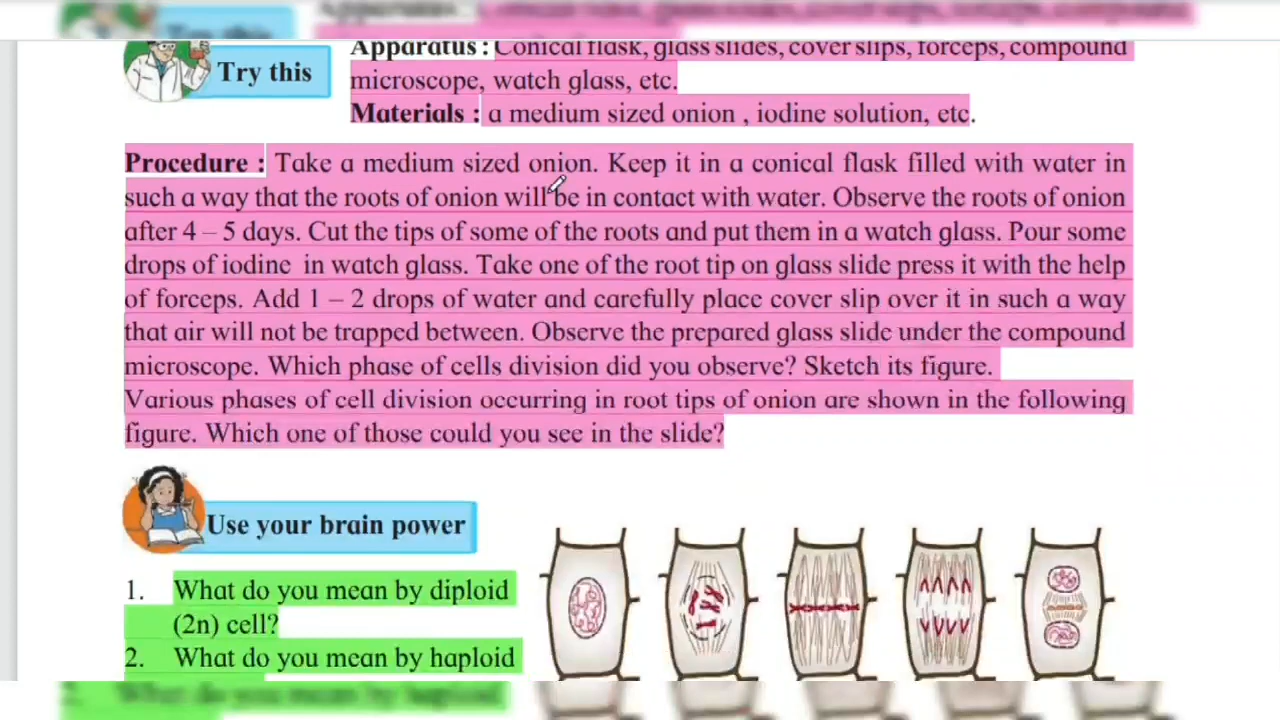 Apparatus : Conical flask, glass slides, cover slips, forceps, compound
Try this
microscope, watch glass, etc.
Materials : a medium sized onion , iodine solution, etc.
Procedure : Take a medium sized onion. Keep it in a conical flask filled with water in
such a way that the roots of onion will be in contact with water. Observe the roots of onion
after 4 – 5 days. Cut the tips of some of the roots and put them in a watch glass. Pour some
drops of iodine in watch glass. Take one of the root tip on glass slide press it with the help
of forceps. Add 1 – 2 drops of water and carefully place cover slip over it in such a way
that air will not be trapped between. Observe the prepared glass slide under the compound
microscope. Which phase of cells division did you observe? Sketch its figure.
Various phases of cell division occurring in root tips of onion are shown in the following
figure. Which one of those could you see in the slide?
Use your brain power
1. What do you mean by diploid
(2n) cell?
2. What do you mean by haploid